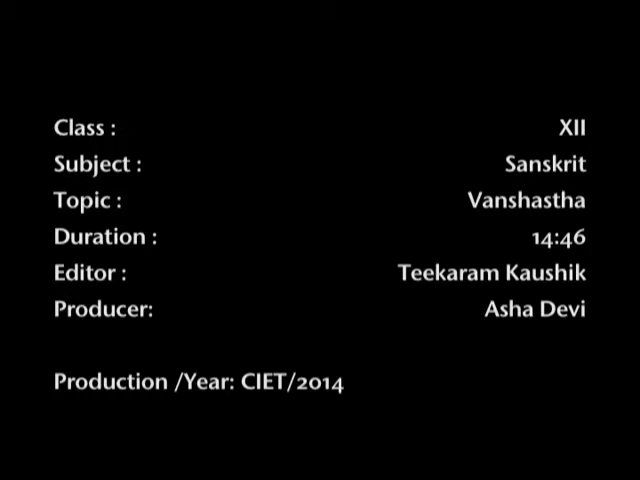 Class : XII
Subject : Sanskrit
Topic : Vanshastha
Duration : 14:46
Editor : Teekaram Kaushik
Producer: Asha Devi
Production /Year: CIET/2014